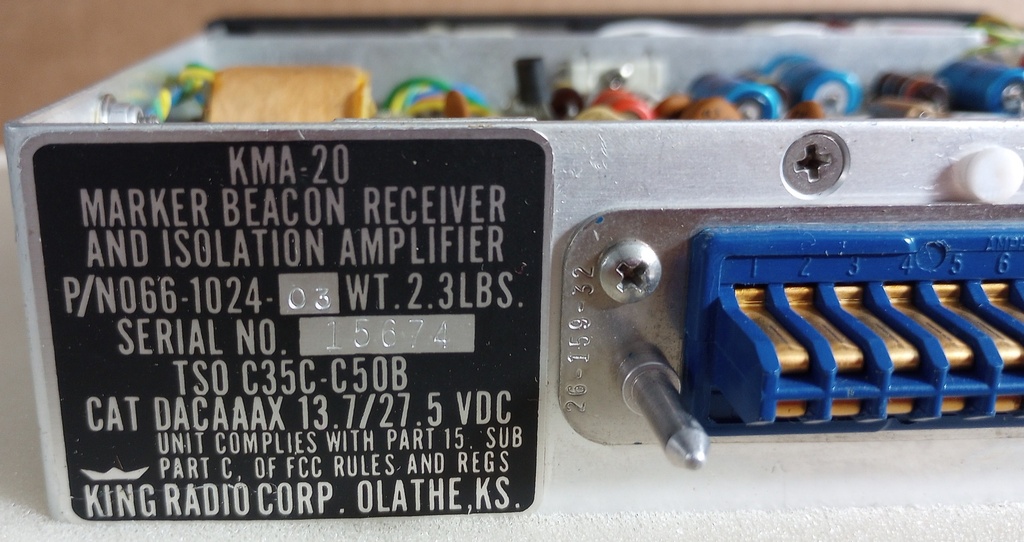 KMA-20
MARKER BEACON RECEIVER
AND ISOLATION AMPLIFIER
P/N066-1024-03 WT. 2.3LBS.
SERIAL NO. 15674
TSO C35C-C50B
CAT DACAAAX 13.7/27.5 VDC
UNIT COMPLIES WITH PART 15, SUB
PART C, OF FCC RULES AND REGS
KING RADIO CORP. OLATHE, KS.
26-159-32
1 2 3 4 5 6